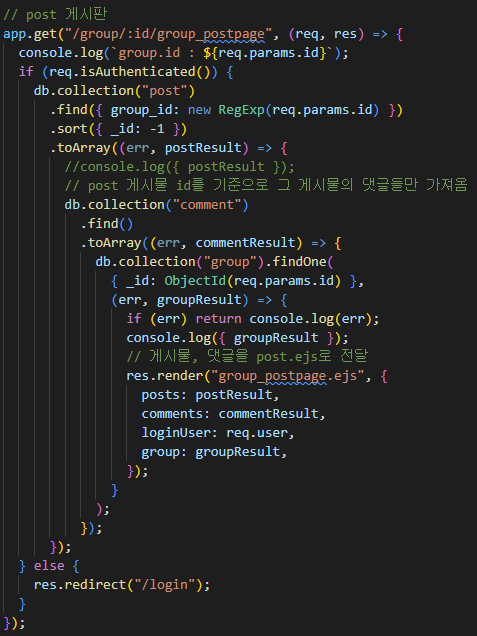 // post 게시판
app.get("/group/:id/group_postpage", (req, res) => {
  console.log(`group.id : ${req.params.id}`);
  if (req.isAuthenticated()) {
    db.collection("post")
      .find({ group_id: new RegExp(req.params.id) })
      .sort({ _id: -1 })
      .toArray((err, postResult) => {
        //console.log({ postResult });
        // post 게시물 id를 기준으로 그 게시물의 댓글들만 가져옴
        db.collection("comment")
          .find()
          .toArray((err, commentResult) => {
            db.collection("group").findOne(
              { _id: ObjectId(req.params.id) },
              (err, groupResult) => {
                if (err) return console.log(err);
                console.log({ groupResult });
                // 게시물, 댓글을 post.ejs로 전달
                res.render("group_postpage.ejs", {
                  posts: postResult,
                  comments: commentResult,
                  loginUser: req.user,
                  group: groupResult,
                });
              }
            );
          });
      });
  } else {
    res.redirect("/login");
  }
});